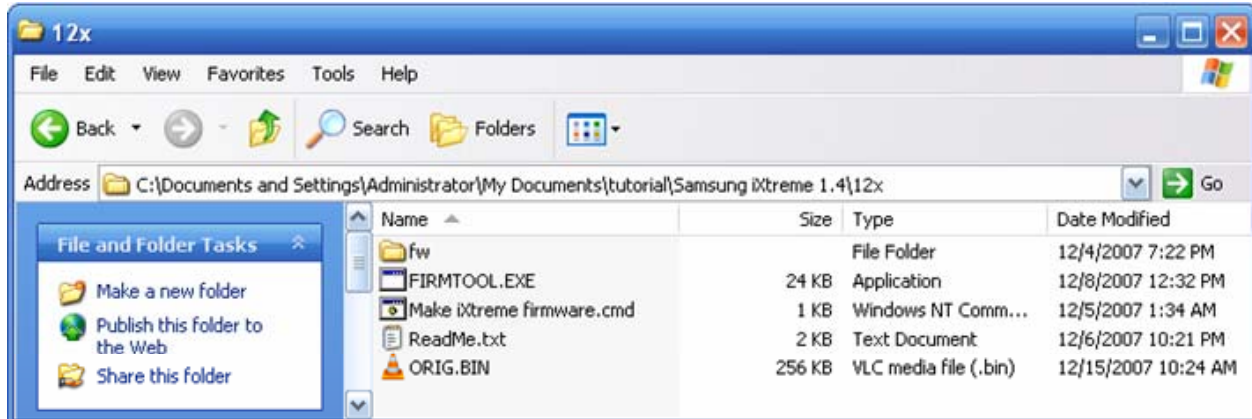 12x
File Edit View Favorites Tools Help
Back Search Folders
Address C:\Documents and Settings\Administrator\My Documents\tutorial\Samsung iXtreme 1.4\12x Go
File and Folder Tasks
Make a new folder
Publish this folder to
the Web
Share this folder
Name Size Type Date Modified
fw File Folder 12/4/2007 7:22 PM
FIRMTOOL.EXE 24 KB Application 12/8/2007 12:32 PM
Make iXtreme firmware.cmd 1 KB Windows NT Comm... 12/5/2007 1:34 AM
ReadMe.txt 2 KB Text Document 12/6/2007 10:21 PM
ORIG.BIN 256 KB VLC media file (.bin) 12/15/2007 10:24 AM